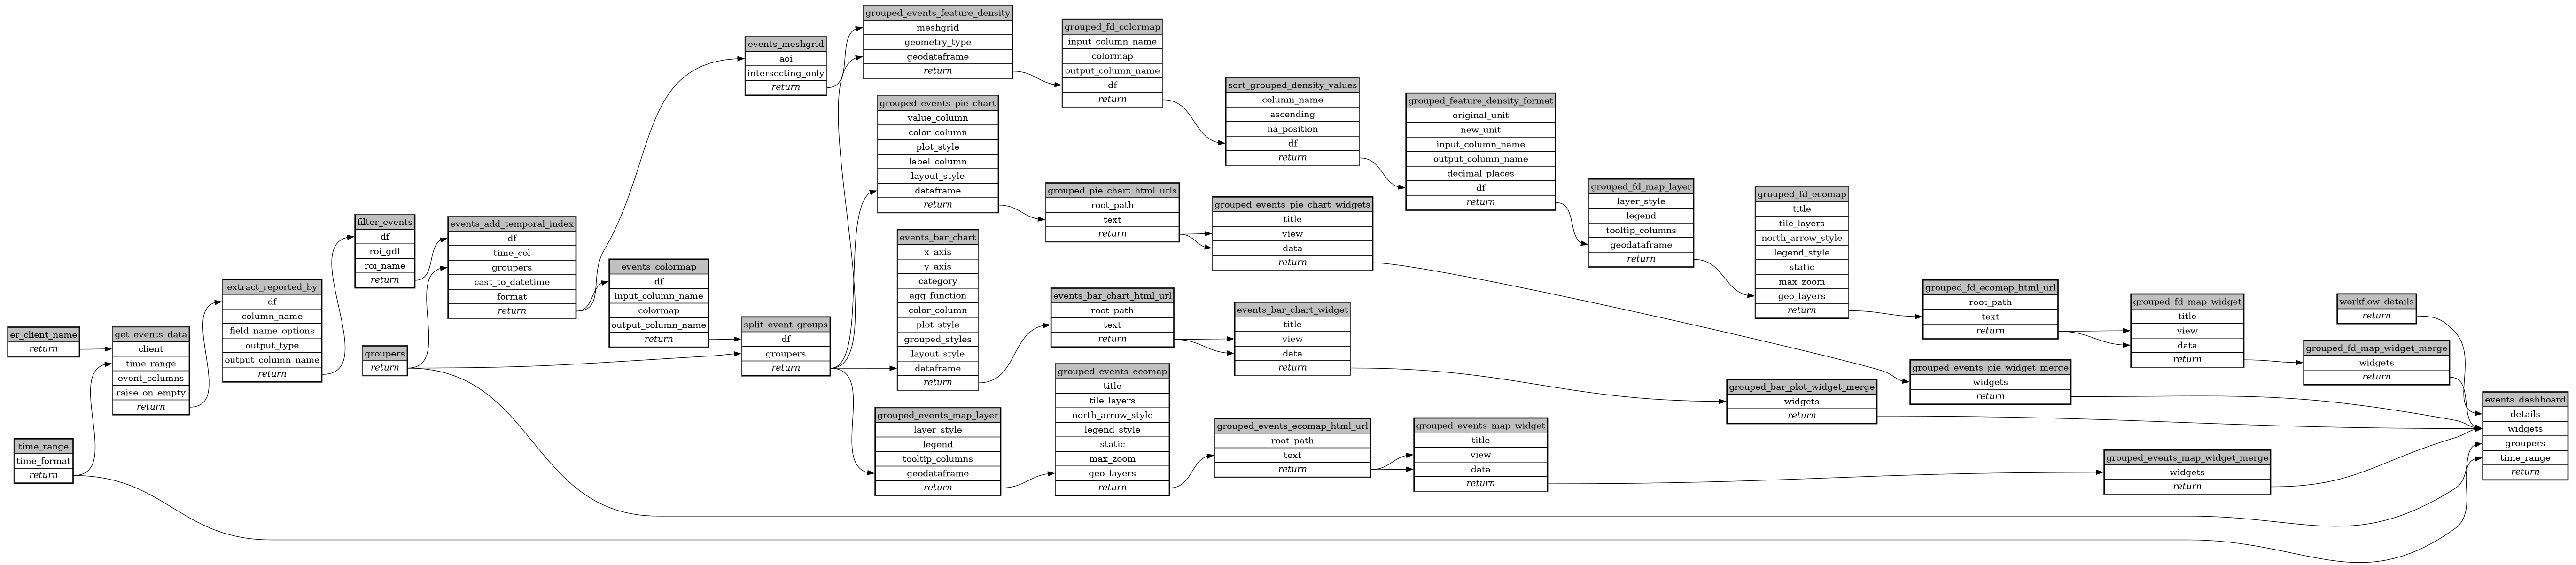 er_client_name
return
time_range
time_format
return
get_events_data
client
time_range
event_columns
raise_on_empty
return
extract_reported_by
df
column_name
field_name_options
output_type
output_column_name
return
filter_events
df
roi_gdf
roi_name
return
groupers
return
events_add_temporal_index
df
time_col
groupers
cast_to_datetime
format
return
events_colormap
df
input_column_name
colormap
output_column_name
return
events_meshgrid
aoi
intersecting_only
return
split_event_groups
df
groupers
return
grouped_events_feature_density
meshgrid
geometry_type
geodataframe
return
grouped_events_pie_chart
value_column
color_column
plot_style
label_column
layout_style
dataframe
return
events_bar_chart
x_axis
y_axis
category
agg_function
color_column
plot_style
grouped_styles
layout_style
dataframe
return
grouped_events_map_layer
layer_style
legend
tooltip_columns
geodataframe
return
grouped_fd_colormap
input_column_name
colormap
output_column_name
df
return
grouped_pie_chart_html_urls
root_path
text
return
events_bar_chart_html_url
root_path
text
return
grouped_events_ecomap
title
tile_layers
north_arrow_style
legend_style
static
max_zoom
geo_layers
return
sort_grouped_density_values
column_name
ascending
na_position
df
return
grouped_events_pie_chart_widgets
title
view
data
return
events_bar_chart_widget
title
view
data
return
grouped_events_ecomap_html_url
root_path
text
return
grouped_feature_density_format
original_unit
new_unit
input_column_name
output_column_name
decimal_places
df
return
grouped_events_map_widget
title
view
data
return
grouped_fd_map_layer
layer_style
legend
tooltip_columns
geodataframe
return
grouped_fd_ecomap
title
tile_layers
north_arrow_style
legend_style
static
max_zoom
geo_layers
return
grouped_bar_plot_widget_merge
widgets
return
grouped_fd_ecomap_html_url
root_path
text
return
grouped_events_pie_widget_merge
widgets
return
grouped_fd_map_widget
title
view
data
return
grouped_events_map_widget_merge
widgets
return
workflow_details
return
grouped_fd_map_widget_merge
widgets
return
events_dashboard
details
widgets
groupers
time_range
return